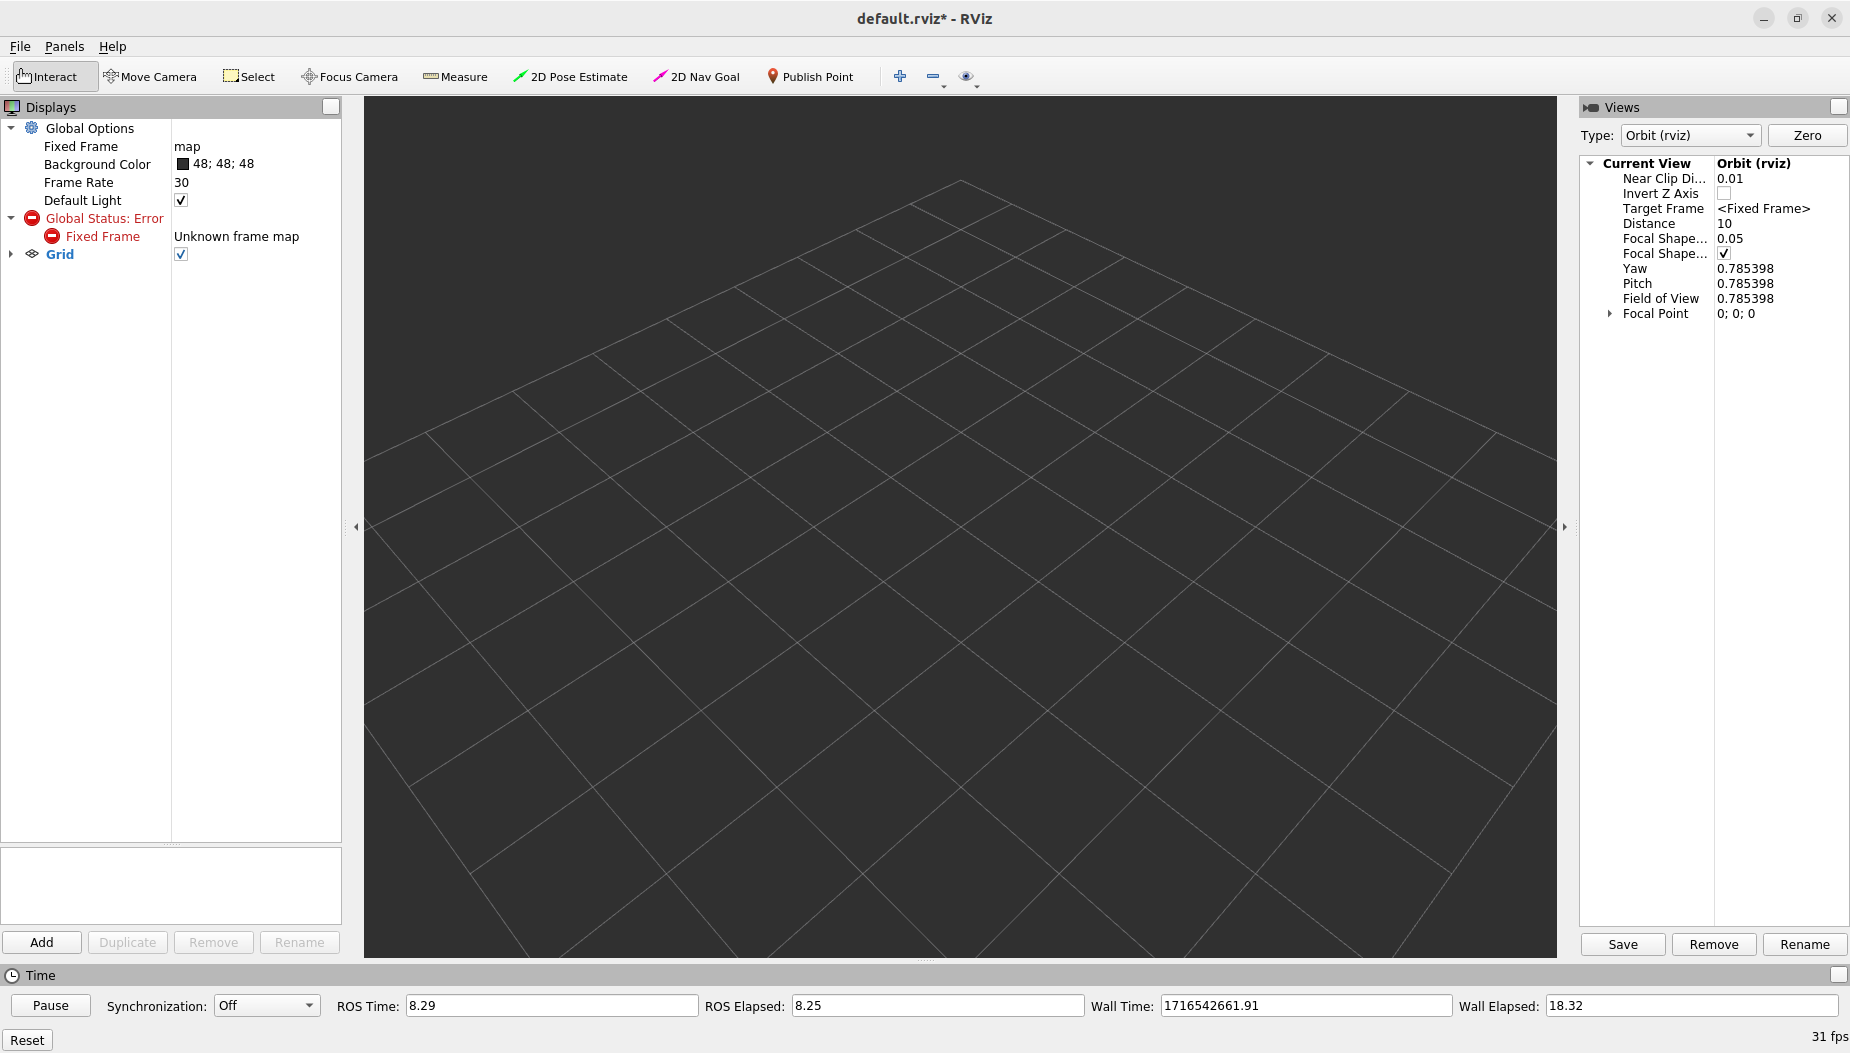 default.rviz* - RViz
File Panels Help
Interact Move Camera Select Focus Camera Measure 2D Pose Estimate 2D Nav Goal Publish Point
Displays
Global Options
Fixed Frame map
Background Color 48; 48; 48
Frame Rate 30
Default Light
Global Status: Error
Fixed Frame Unknown frame map
Grid
Add Duplicate Remove Rename
Views
Type: Orbit (rviz) Zero
Current View Orbit (rviz)
Near Clip Di... 0.01
Invert Z Axis
Target Frame <Fixed Frame>
Distance 10
Focal Shape... 0.05
Focal Shape...
Yaw 0.785398
Pitch 0.785398
Field of View 0.785398
Focal Point 0; 0; 0
Save Remove Rename
Time
Pause Synchronization: Off ROS Time: 8.29 ROS Elapsed: 8.25 Wall Time: 1716542661.91 Wall Elapsed: 18.32
Reset 31 fps